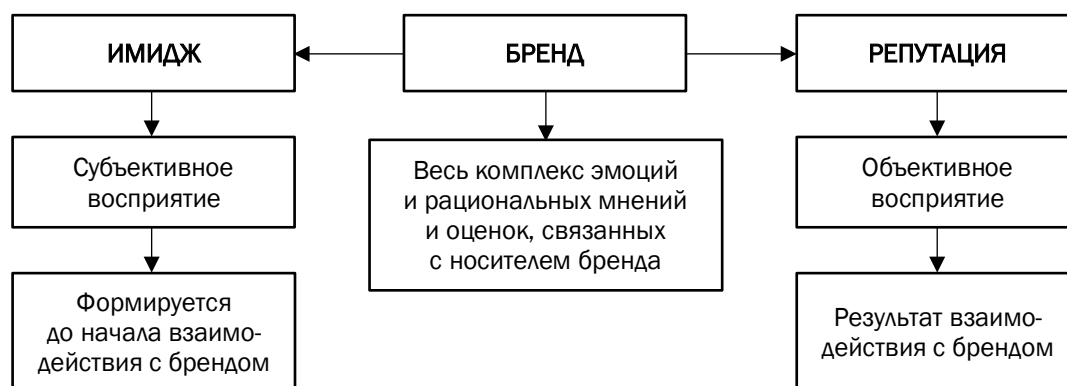 ИМИДЖ
БРЕНД
РЕПУТАЦИЯ
Субъективное
восприятие
Весь комплекс эмоций
и рациональных мнений
и оценок, связанных
с носителем бренда
Объективное
восприятие
Формируется
до начала взаимо-
действия с брендом
Результат взаимо-
действия с брендом